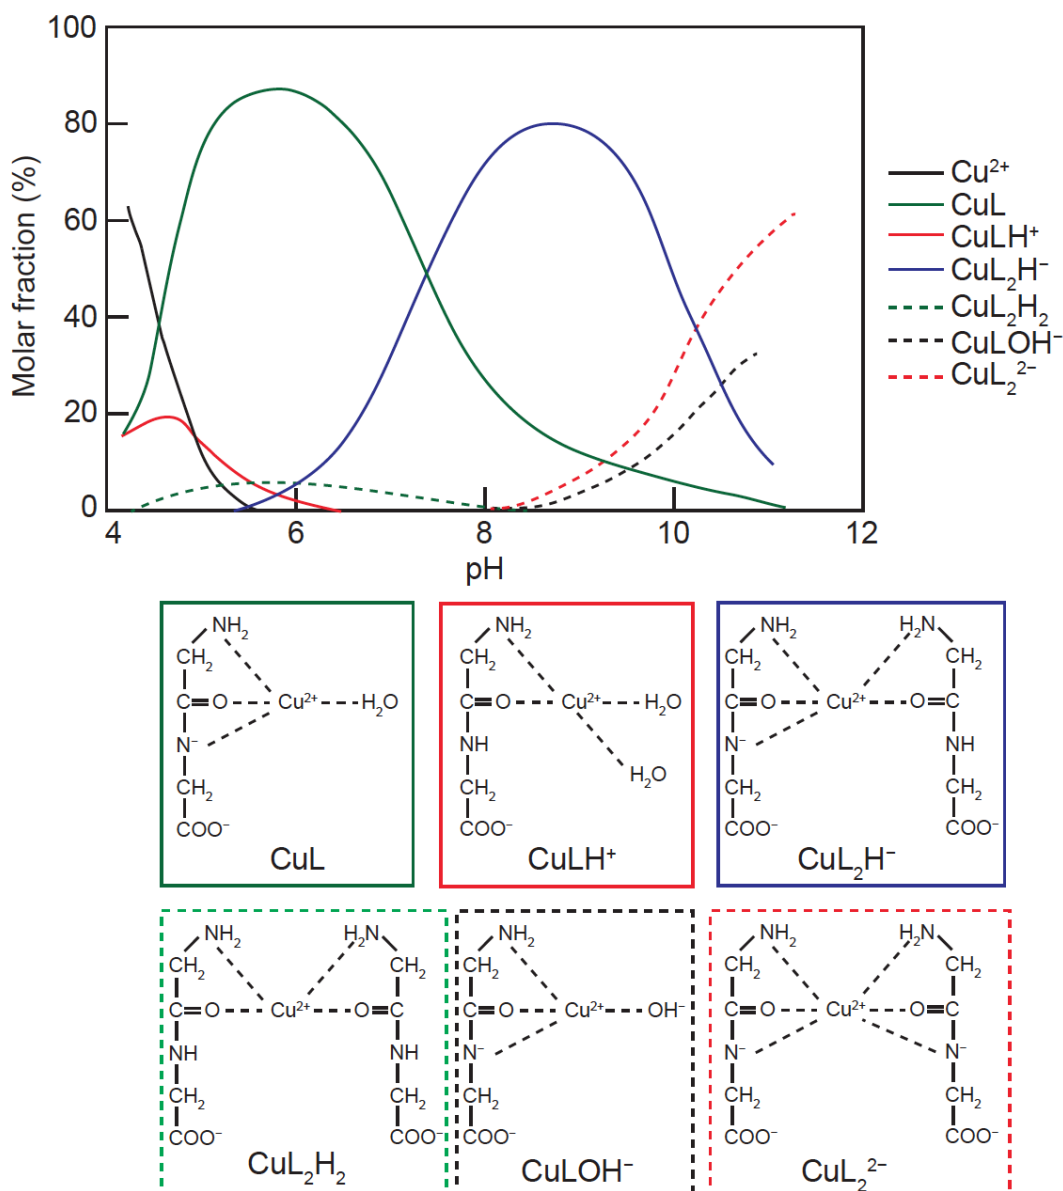 Molar fraction (%)
100
80
60
40
20
0
4 6 8 10 12
pH
Cu²⁺
CuL
CuLH⁺
CuL₂H⁻
CuL₂H₂
CuLOH⁻
CuL₂²⁻
NH₂
CH₂
C=O Cu²⁺ H₂O
N⁻
CH₂
COO⁻
CuL
NH₂
CH₂
C=O Cu²⁺ H₂O
NH H₂O
CH₂
COO⁻
CuLH⁺
NH₂ H₂N
CH₂ CH₂
C=O Cu²⁺ O=C
N⁻ NH
CH₂ CH₂
COO⁻ COO⁻
CuL₂H⁻
NH₂ H₂N
CH₂ CH₂
C=O Cu²⁺ O=C
NH NH
CH₂ CH₂
COO⁻ COO⁻
CuL₂H₂
NH₂
CH₂
C=O Cu²⁺ OH⁻
N⁻
CH₂
COO⁻
CuLOH⁻
NH₂ H₂N
CH₂ CH₂
C=O Cu²⁺ O=C
N⁻ N⁻
CH₂ CH₂
COO⁻ COO⁻
CuL₂²⁻